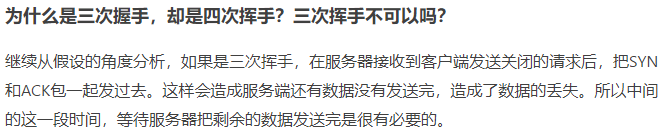 为什么是三次握手，却是四次挥手？三次挥手不可以吗？
继续从假设的角度分析，如果是三次挥手，在服务器接收到客户端发送关闭的请求后，把SYN
和ACK包一起发过去。这样会造成服务端还有数据没有发送完，造成了数据的丢失。所以中间
的这一段时间，等待服务器把剩余的数据发送完是很有必要的。